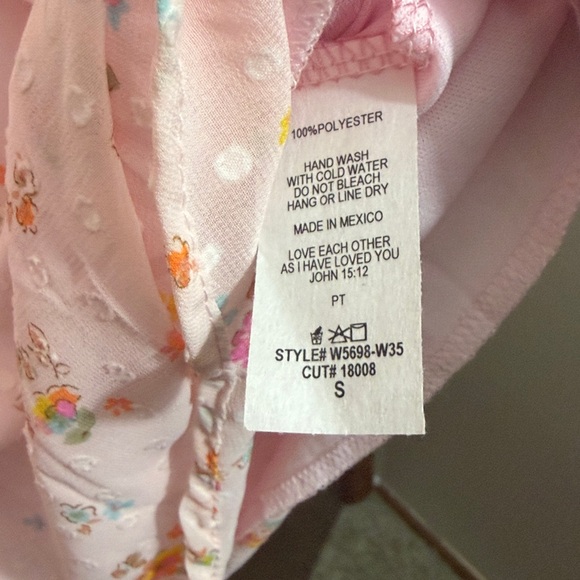 100%POLYESTER
HAND WASH
WITH COLD WATER
DO NOT BLEACH
HANG OR LINE DRY
MADE IN MEXICO
LOVE EACH OTHER
AS I HAVE LOVED YOU
JOHN 15:12
PT
STYLE# W5698-W35
CUT# 18008
S